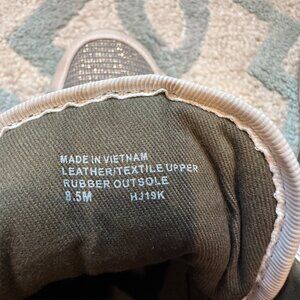 MADE IN VIETNAM
LEATHER/TEXTILE UPPER
RUBBER OUTSOLE
8.5M HJ19K